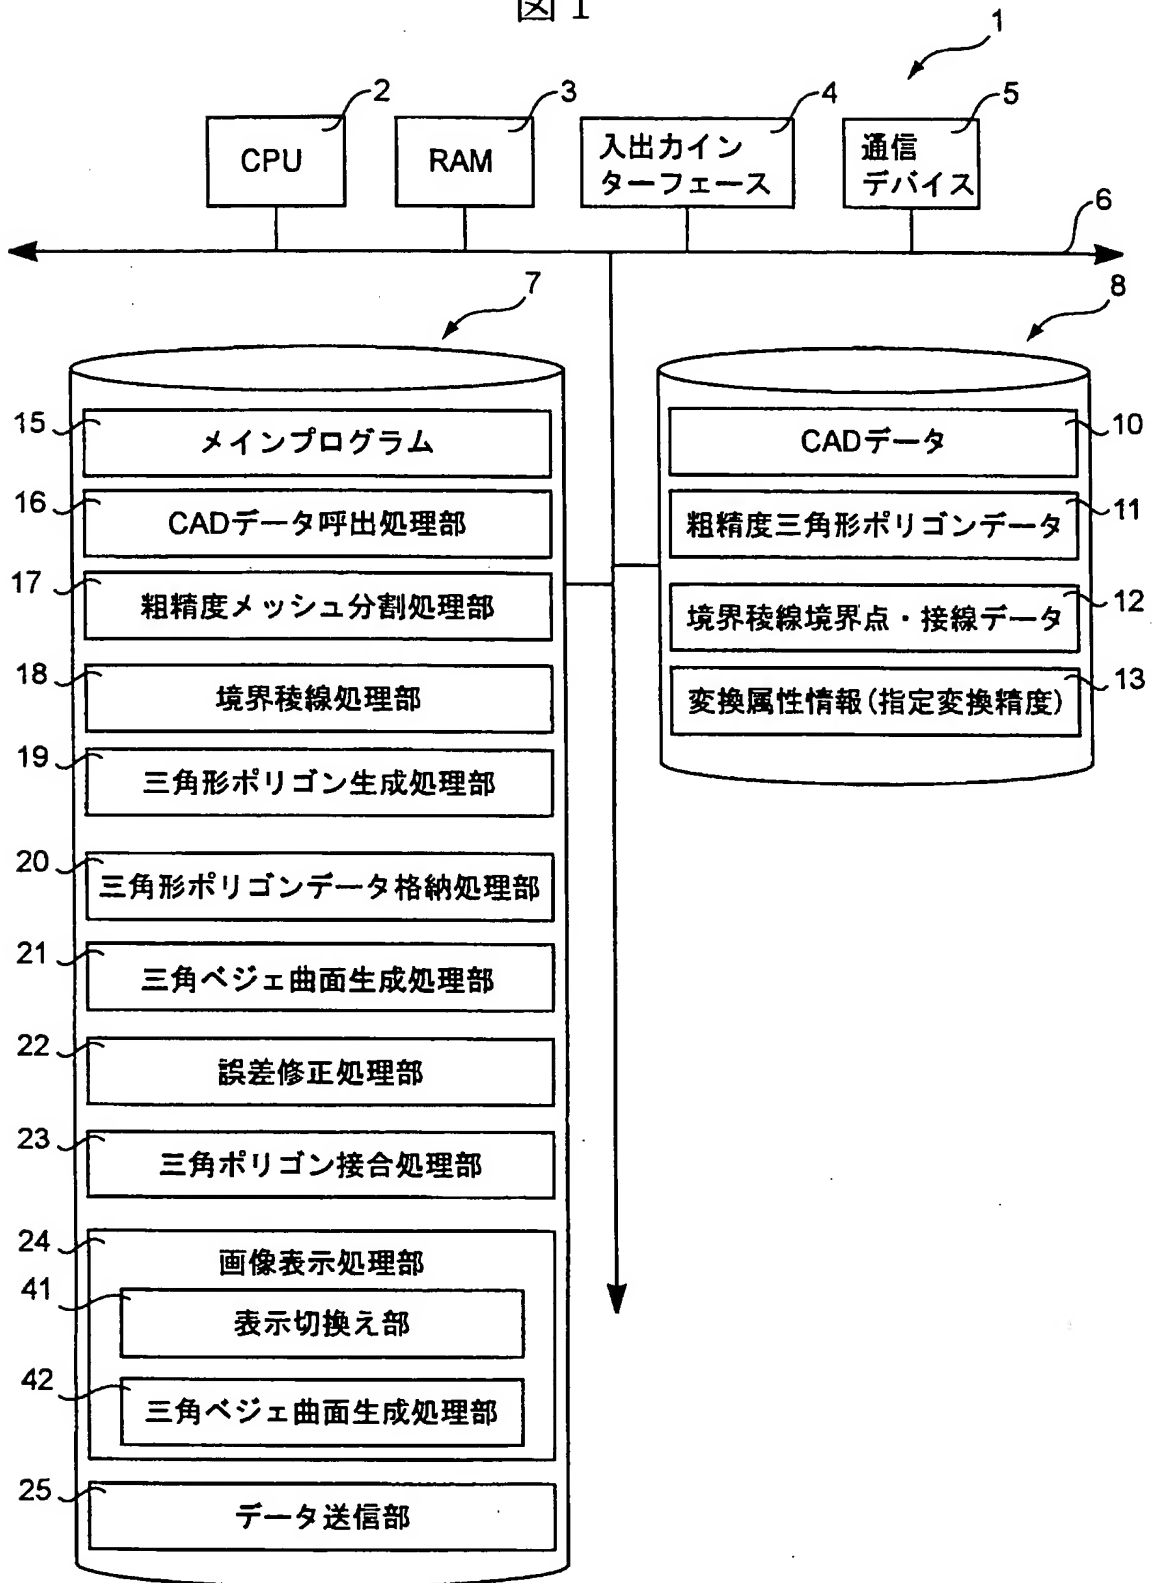 図1
1
2
3
4
5
CPU
RAM
入出力イン
ターフェース
通信
デバイス
6
7
8
15
メインプログラム
16
CADデータ呼出処理部
17
粗精度メッシュ分割処理部
18
境界稜線処理部
19
三角形ポリゴン生成処理部
20
三角形ポリゴンデータ格納処理部
21
三角ベジェ曲面生成処理部
22
誤差修正処理部
23
三角ポリゴン接合処理部
24
画像表示処理部
41
表示切換え部
42
三角ベジェ曲面生成処理部
25
データ送信部
CADデータ
10
粗精度三角形ポリゴンデータ
11
境界稜線境界点・接線データ
12
変換属性情報(指定変換精度)
13